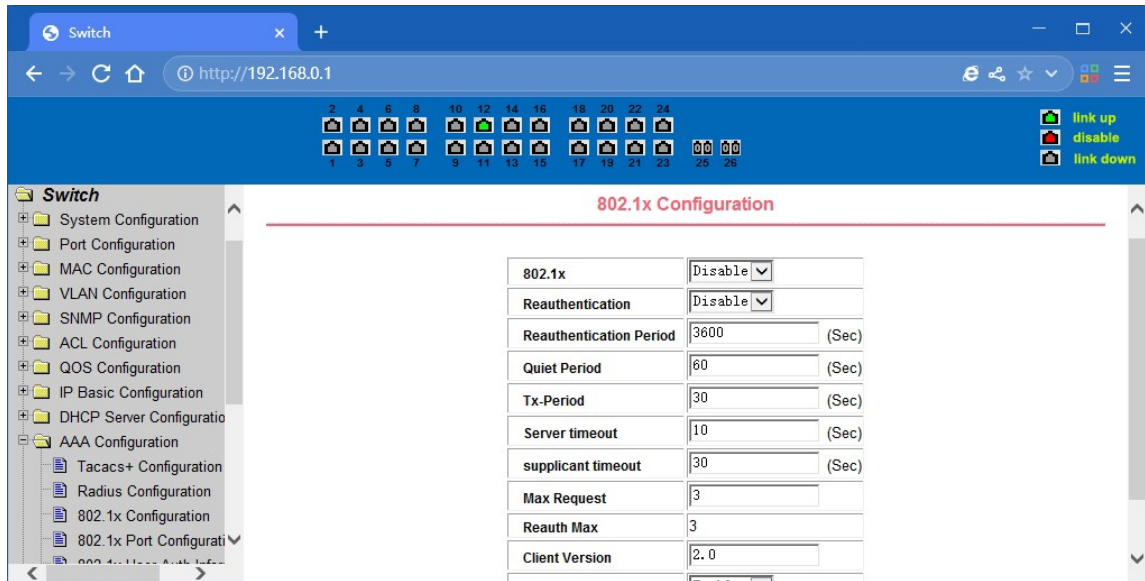 Switch
http://192.168.0.1
2 4 6 8 10 12 14 16 18 20 22 24
1 3 5 7 9 11 13 15 17 19 21 23 25 26
link up
disable
link down
Switch
System Configuration
Port Configuration
MAC Configuration
VLAN Configuration
SNMP Configuration
ACL Configuration
QOS Configuration
IP Basic Configuration
DHCP Server Configuratio
AAA Configuration
Tacacs+ Configuration
Radius Configuration
802.1x Configuration
802.1x Port Configurati
802.1x Configuration
802.1x Disable
Reauthentication Disable
Reauthentication Period 3600 (Sec)
Quiet Period 60 (Sec)
Tx-Period 30 (Sec)
Server timeout 10 (Sec)
supplicant timeout 30 (Sec)
Max Request 3
Reauth Max 3
Client Version 2.0